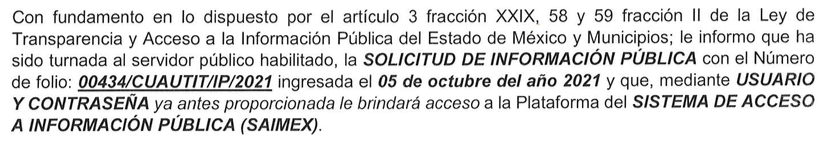 Con fundamento en lo dispuesto por el artículo 3 fracción XXIX, 58 y 59 fracción II de la Ley de
Transparencia y Acceso a la Información Pública del Estado de México y Municipios; le informo que ha
sido turnada al servidor público habilitado, la SOLICITUD DE INFORMACIÓN PÚBLICA con el Número
de folio: 00434/CUAUTIT/IP/2021 ingresada el 05 de octubre del año 2021 y que, mediante USUARIO
Y CONTRASEÑA ya antes proporcionada le brindará acceso a la Plataforma del SISTEMA DE ACCESO
A INFORMACIÓN PÚBLICA (SAIMEX).